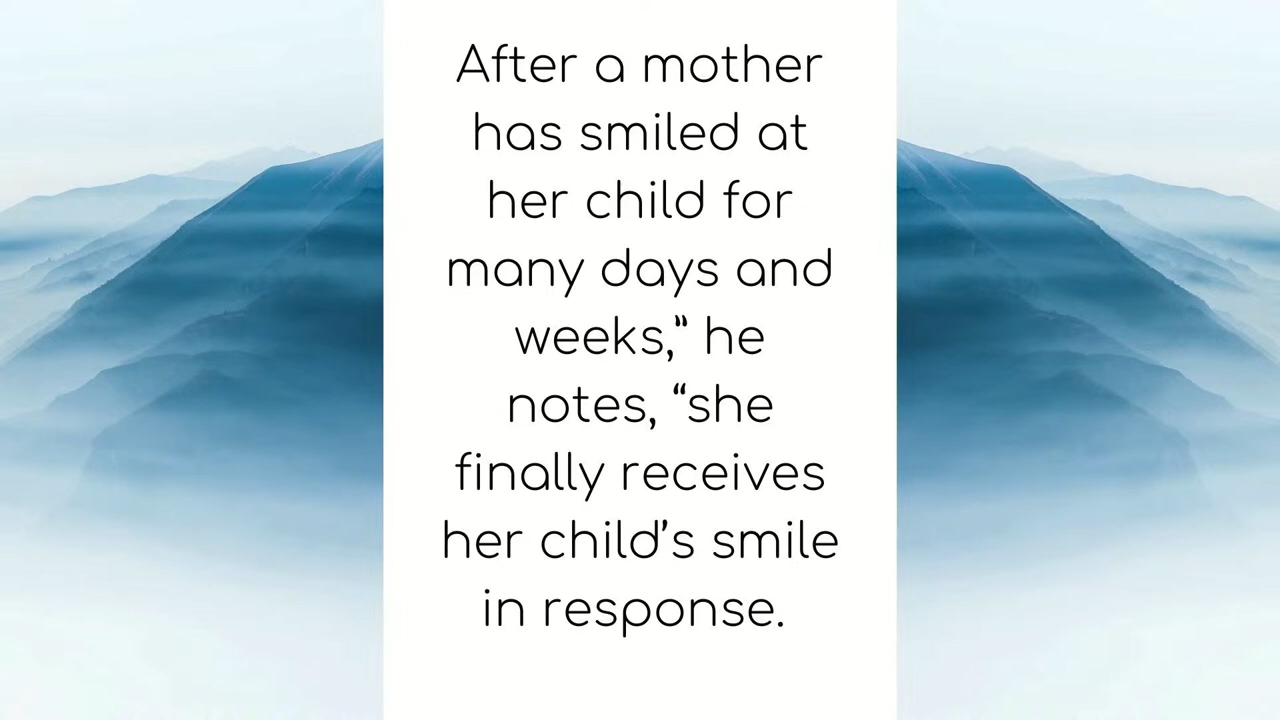 After a mother
has smiled at
her child for
many days and
weeks,” he
notes, “she
finally receives
her child’s smile
in response.